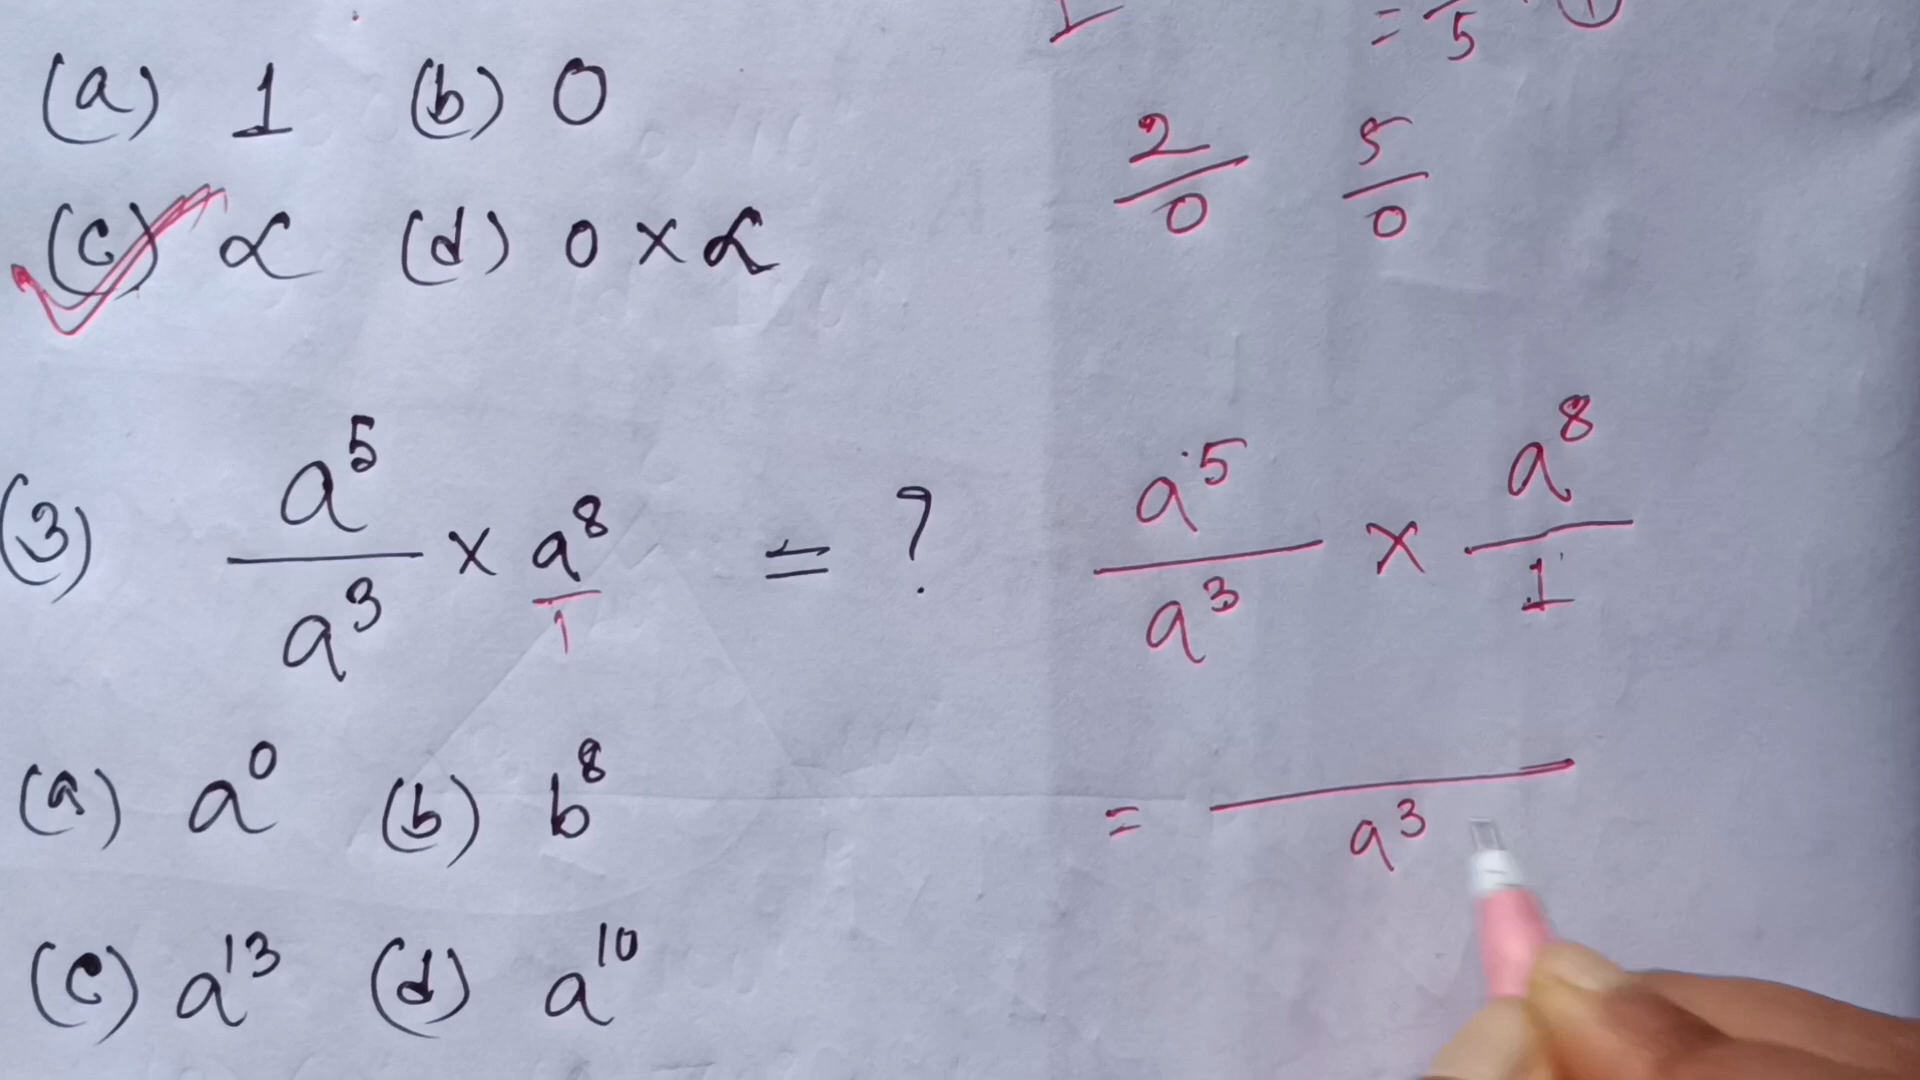 = /5 · 1
(a) 1 (b) 0
(c) ∝ (d) 0 × ∝
2/0 5/0
(3) a⁵/a³ × a⁸/1 = ?
a⁵/a³ × a⁸/1
(a) a⁰ (b) b⁸
= /a³
(c) a¹³ (d) a¹⁰